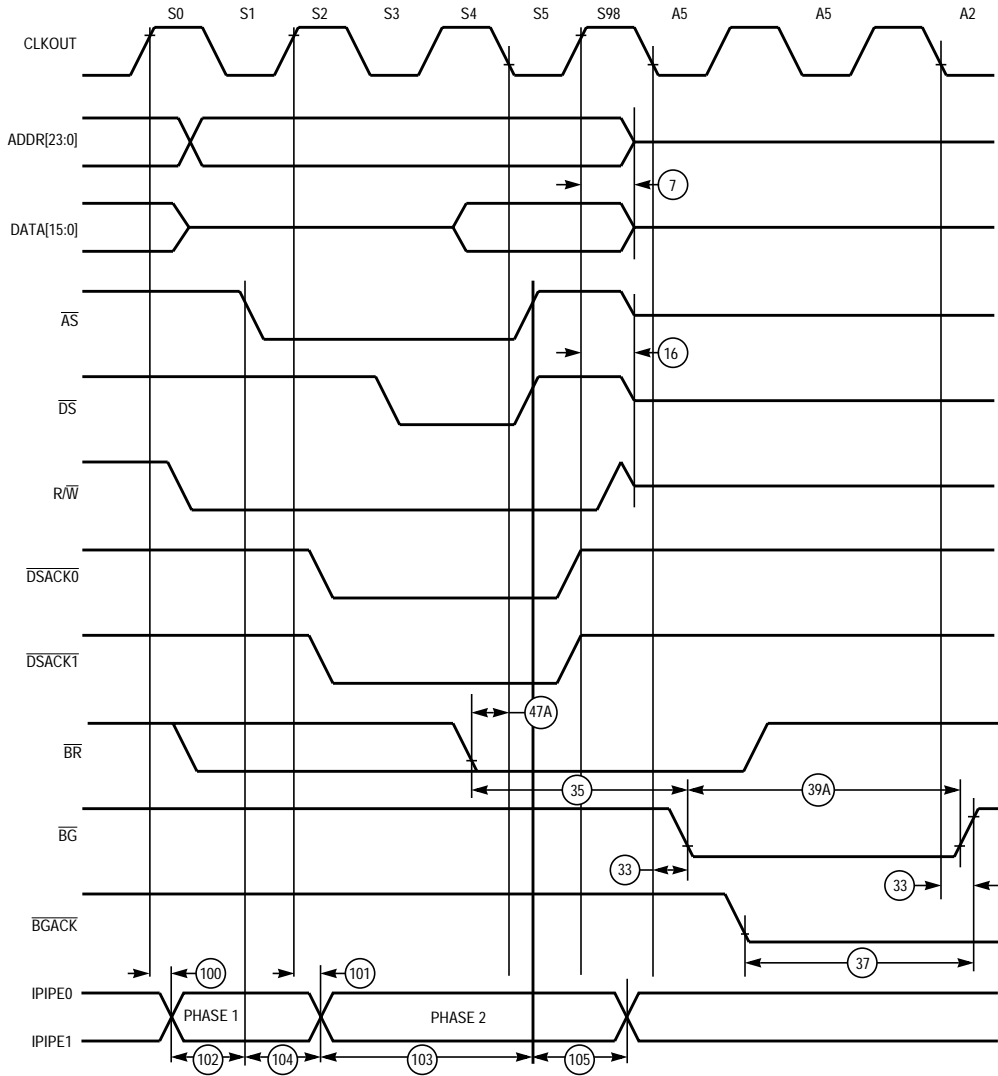 S0 S1 S2 S3 S4 S5 S98 A5 A5 A2
CLKOUT
ADDR[23:0]
7
DATA[15:0]
AS
16
DS
R/W
DSACK0
DSACK1
47A
BR
35 39A
BG
33 33
BGACK
37
100 101
IPIPE0
PHASE 1 PHASE 2
IPIPE1
102 104 103 105